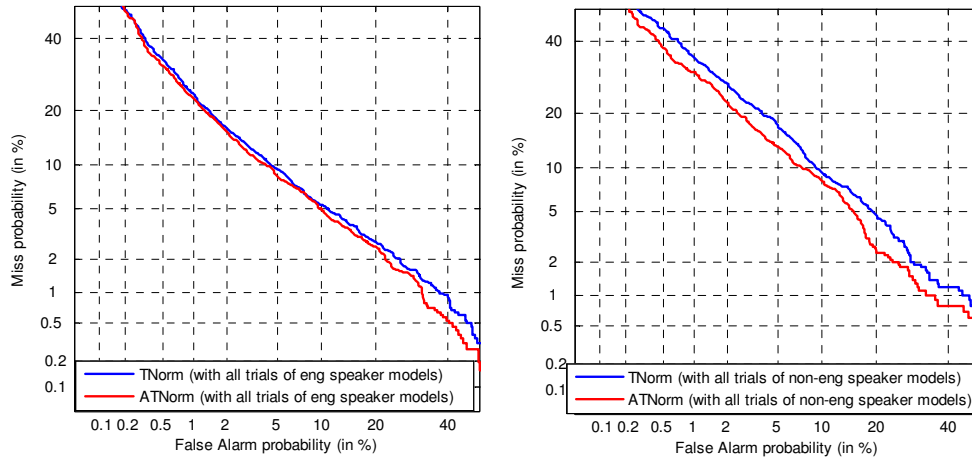 40
20
10
5
2
1
0.5
0.2
0.1
Miss probability (in %)
TNorm (with all trials of eng speaker models)
ATNorm (with all trials of eng speaker models)
0.1 0.2 0.5 1 2 5 10 20 40
False Alarm probability (in %)
40
20
10
5
2
1
0.5
0.2
0.1
Miss probability (in %)
TNorm (with all trials of non-eng speaker models)
ATNorm (with all trials of non-eng speaker models)
0.1 0.2 0.5 1 2 5 10 20 40
False Alarm probability (in %)